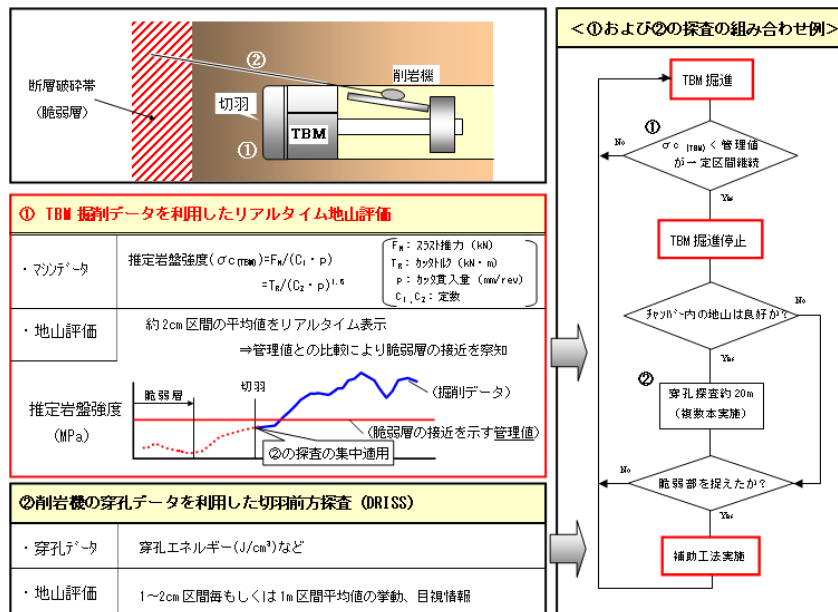 断層破砕帯
(脆弱層)
②
削岩機
切羽
TBM
①
① TBM 掘削データを利用したリアルタイム地山評価
・マシンデータ
推定岩盤強度(σc(TBM))=FN/(C1・p)
=TR/(C2・p)1.5
FN: スラスト推力 (kN)
TR: カッタトルク (kN・m)
p: カッタ貫入量 (mm/rev)
C1,C2: 定数
・地山評価
約2cm区間の平均値をリアルタイム表示
⇒管理値との比較により脆弱層の接近を察知
推定岩盤強度
(MPa)
脆弱層
切羽
(掘削データ)
(脆弱層の接近を示す管理値)
②の探査の集中適用
②削岩機の穿孔データを利用した切羽前方探査 (DRISS)
・穿孔データ
穿孔エネルギー(J/cm³)など
・地山評価
1~2cm区間毎もしくは1m区間平均値の挙動、目視情報
<①および②の探査の組み合わせ例>
TBM 掘進
①
No
σc (TBM) < 管理値
が一定区間継続
Yes
TBM 掘進停止
No
チャンバー内の地山は良好か?
Yes
②
穿孔探査約20m
(複数本実施)
No
脆弱部を捉えたか?
Yes
補助工法実施